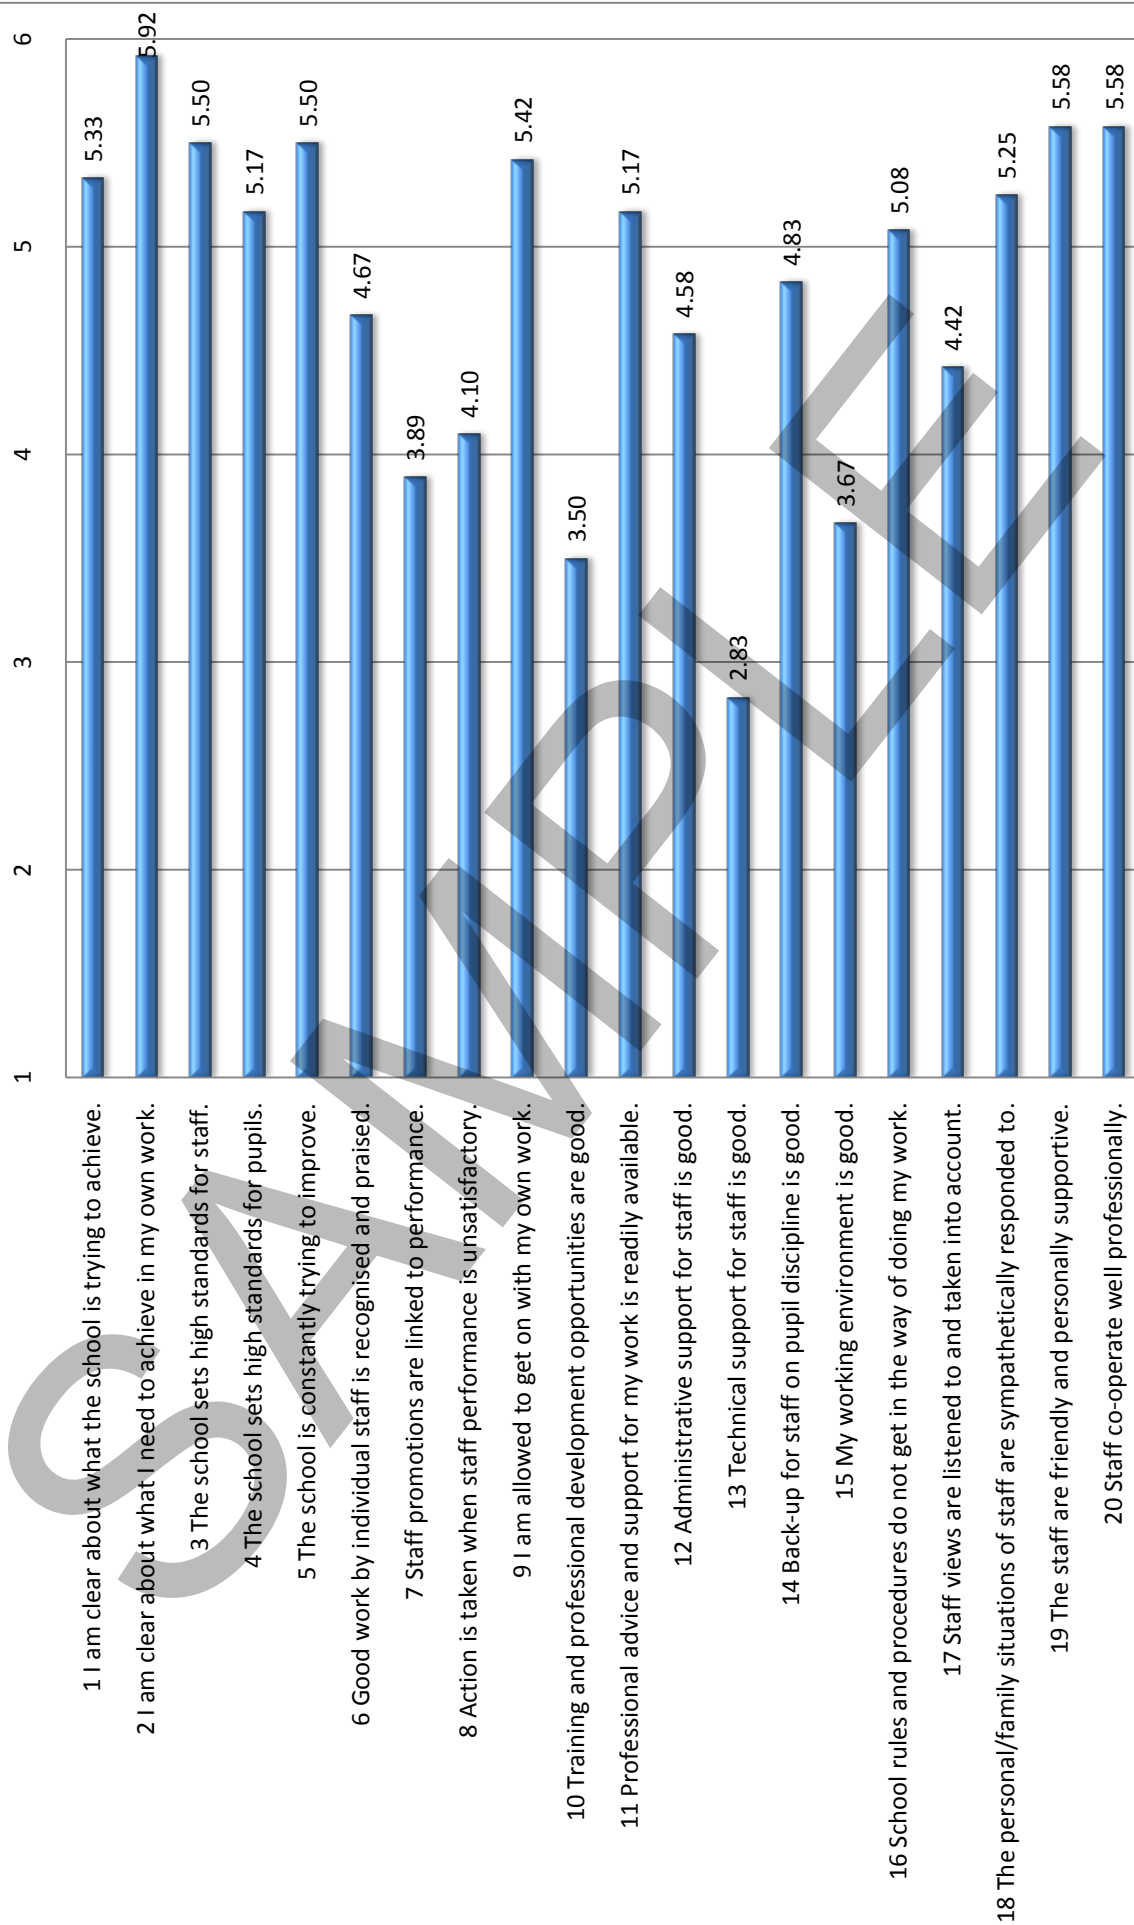 1 2 3 4 5 6
1 I am clear about what the school is trying to achieve. 5.33
2 I am clear about what I need to achieve in my own work. 5.92
3 The school sets high standards for staff. 5.50
4 The school sets high standards for pupils. 5.17
5 The school is constantly trying to improve. 5.50
6 Good work by individual staff is recognised and praised. 4.67
7 Staff promotions are linked to performance. 3.89
8 Action is taken when staff performance is unsatisfactory. 4.10
9 I am allowed to get on with my own work. 5.42
10 Training and professional development opportunities are good. 3.50
11 Professional advice and support for my work is readily available. 5.17
12 Administrative support for staff is good. 4.58
13 Technical support for staff is good. 2.83
14 Back-up for staff on pupil discipline is good. 4.83
15 My working environment is good. 3.67
16 School rules and procedures do not get in the way of doing my work. 5.08
17 Staff views are listened to and taken into account. 4.42
18 The personal/family situations of staff are sympathetically responded to. 5.25
19 The staff are friendly and personally supportive. 5.58
20 Staff co-operate well professionally. 5.58
SAMPLE